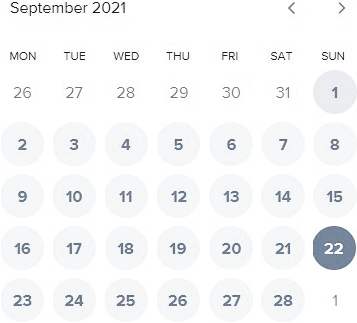 September 2021
MON TUE WED THU FRI SAT SUN
26 27 28 29 30 31 1
2 3 4 5 6 7 8
9 10 11 12 13 14 15
16 17 18 19 20 21 22
23 24 25 26 27 28 1